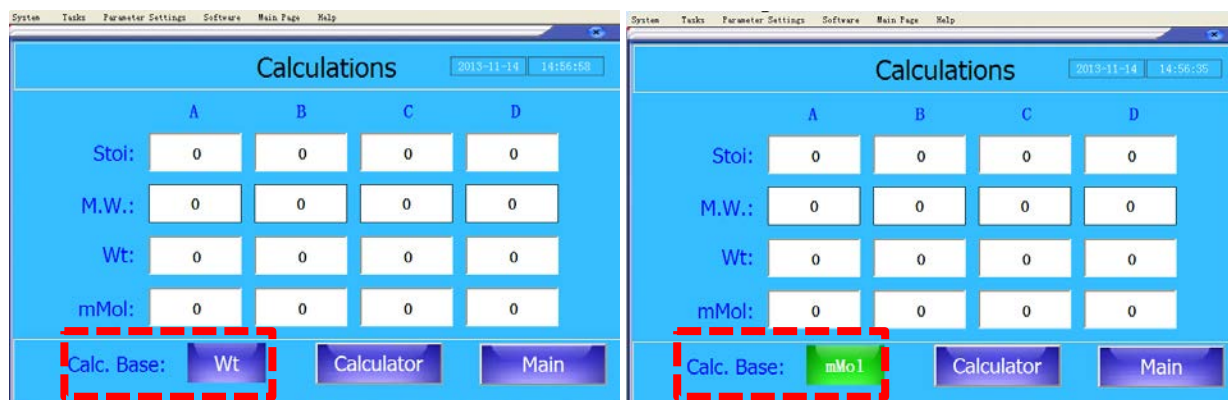 System Tasks Parameter Settings Software Main Page Help
Calculations 2013-11-14 14:56:58
A B C D
Stoi: 0 0 0 0
M.W.: 0 0 0 0
Wt: 0 0 0 0
mMol: 0 0 0 0
Calc. Base: Wt Calculator Main
System Tasks Parameter Settings Software Main Page Help
Calculations 2013-11-14 14:56:35
A B C D
Stoi: 0 0 0 0
M.W.: 0 0 0 0
Wt: 0 0 0 0
mMol: 0 0 0 0
Calc. Base: mMol Calculator Main